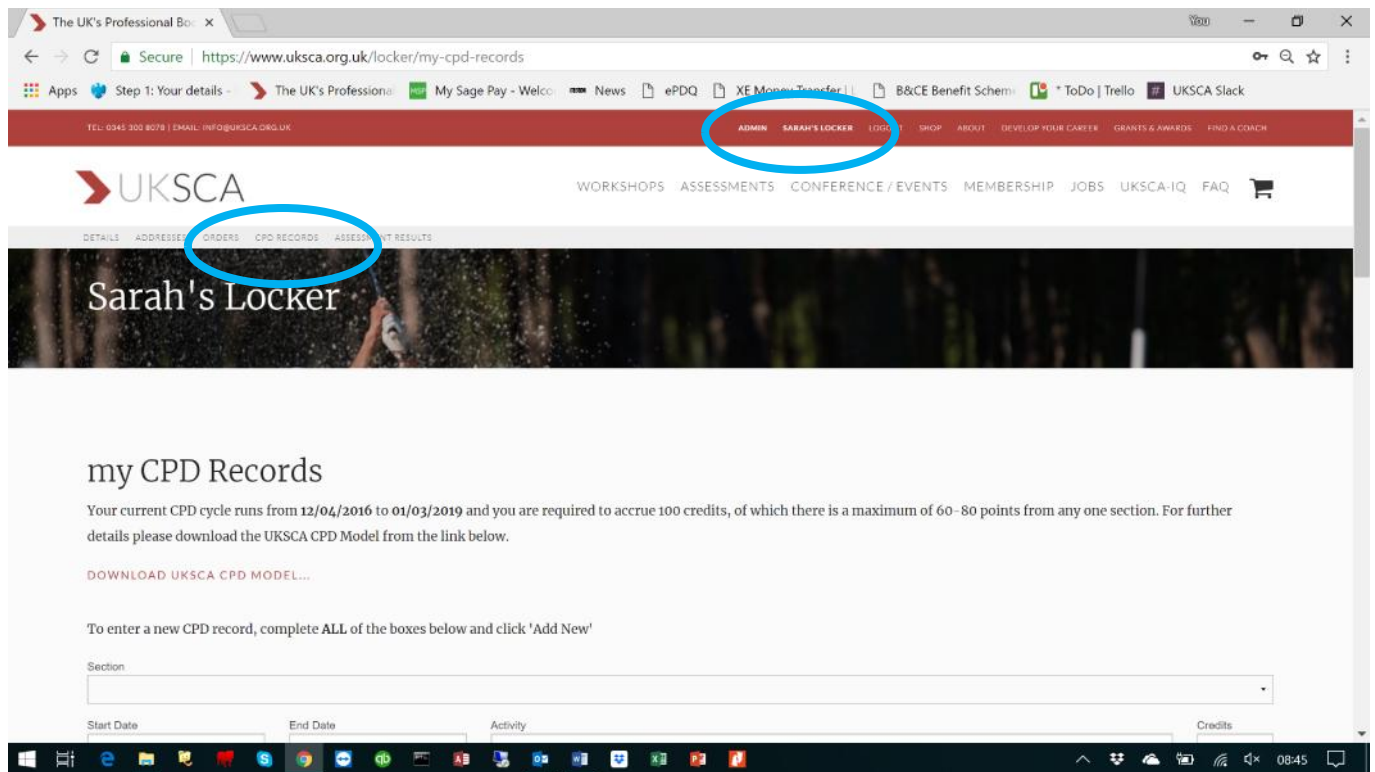 The UK's Professional Bo
You
Secure | https://www.uksca.org.uk/locker/my-cpd-records
Apps Step 1: Your details - The UK's Professional My Sage Pay - Welco News ePDQ XE Money Transfer | B&CE Benefit Schem * ToDo | Trello UKSCA Slack
TEL: 0345 300 8078 | EMAIL: INFO@UKSCA.ORG.UK ADMIN SARAH'S LOCKER LOGOUT SHOP ABOUT DEVELOP YOUR CAREER GRANTS & AWARDS FIND A COACH
UKSCA WORKSHOPS ASSESSMENTS CONFERENCE / EVENTS MEMBERSHIP JOBS UKSCA-IQ FAQ
DETAILS ADDRESSES ORDERS CPD RECORDS ASSESSMENT RESULTS
Sarah's Locker
my CPD Records
Your current CPD cycle runs from 12/04/2016 to 01/03/2019 and you are required to accrue 100 credits, of which there is a maximum of 60-80 points from any one section. For further
details please download the UKSCA CPD Model from the link below.
DOWNLOAD UKSCA CPD MODEL...
To enter a new CPD record, complete ALL of the boxes below and click 'Add New'
Section
Start Date End Date Activity Credits
08:45